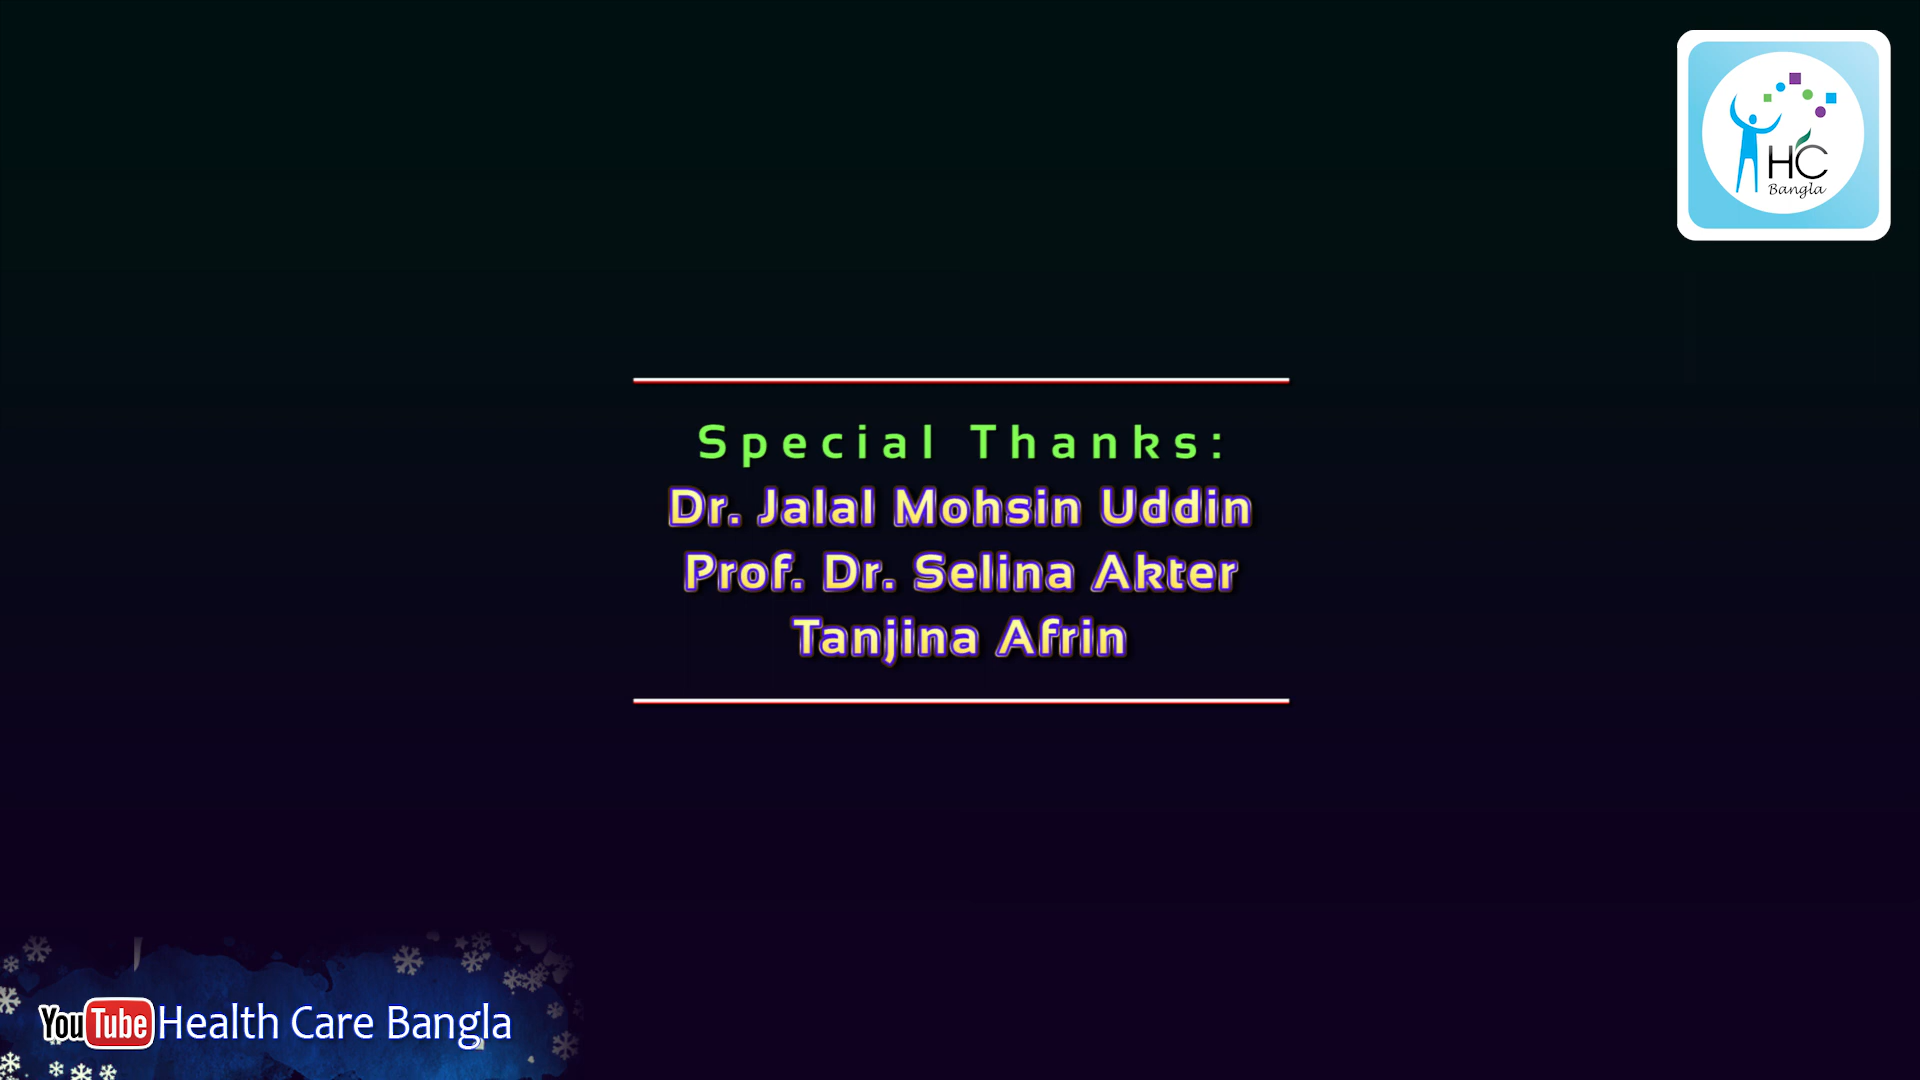 HC
Bangla
Special Thanks:
Dr. Jalal Mohsin Uddin
Prof. Dr. Selina Akter
Tanjina Afrin
YouTube Health Care Bangla